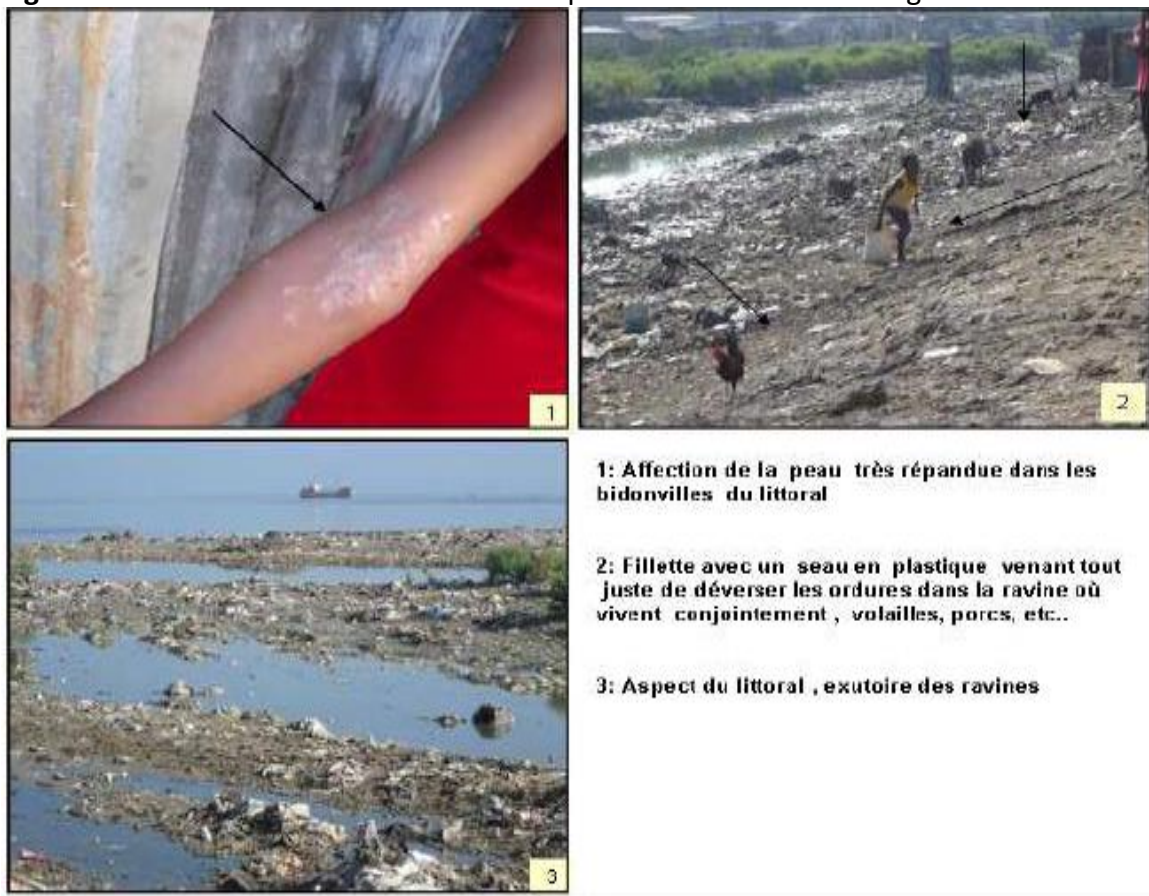 1
2
3
1: Affection de la peau très répandue dans les
bidonvilles du littoral
2: Fillette avec un seau en plastique venant tout
juste de déverser les ordures dans la ravine où
vivent conjointement , volailles, porcs, etc..
3: Aspect du littoral , exutoire des ravines